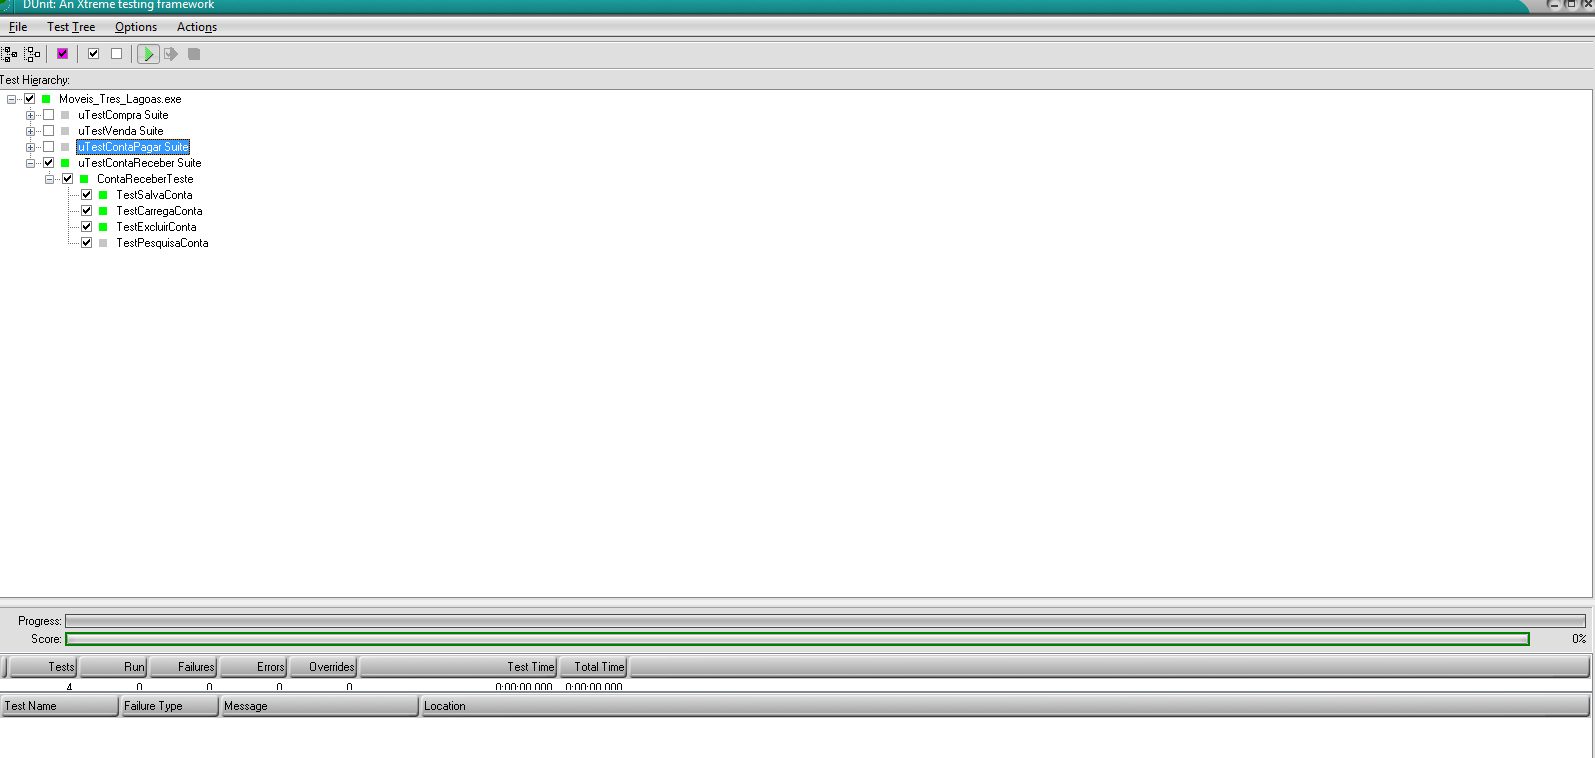 DUnit: An Xtreme testing framework
File Test Tree Options Actions
Test Hierarchy:
Moveis_Tres_Lagoas.exe
uTestCompra Suite
uTestVenda Suite
uTestContaPagar Suite
uTestContaReceber Suite
ContaReceberTeste
TestSalvaConta
TestCarregaConta
TestExcluirConta
TestPesquisaConta
Progress:
Score: 0%
Tests Run Failures Errors Overrides Test Time Total Time
4 0 0 0 0 0:00:00.000 0:00:00.000
Test Name Failure Type Message Location